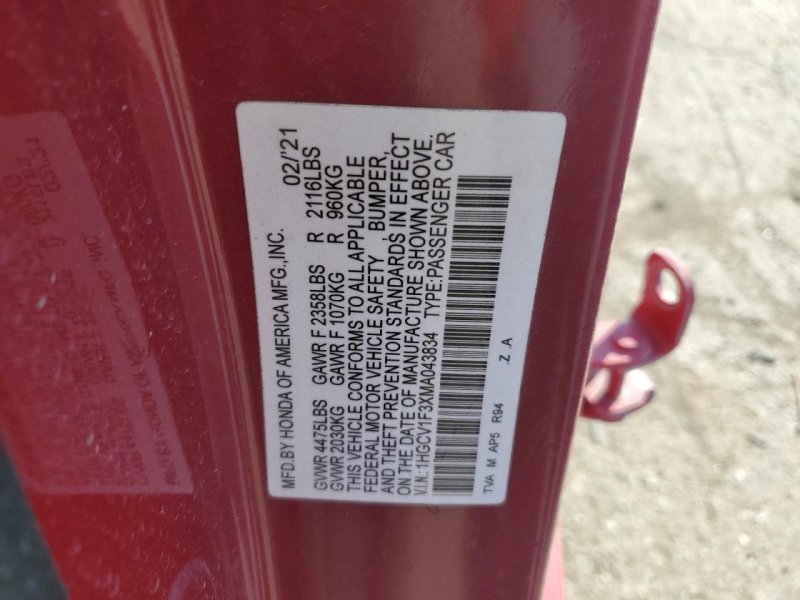 MFD.BY HONDA OF AMERICA MFG.,INC. 02/'21
GVWR 4475LBS GAWR F 2358LBS R 2116LBS
GVWR 2030KG GAWR F 1070KG R 960KG
THIS VEHICLE CONFORMS TO ALL APPLICABLE
FEDERAL MOTOR VEHICLE SAFETY, BUMPER,
AND THEFT PREVENTION STANDARDS IN EFFECT
ON THE DATE OF MANUFACTURE SHOWN ABOVE.
V.I.N.:1HGCV1F3XMA043834 TYPE:PASSENGER CAR
TVA M AP5 R94 .Z .A